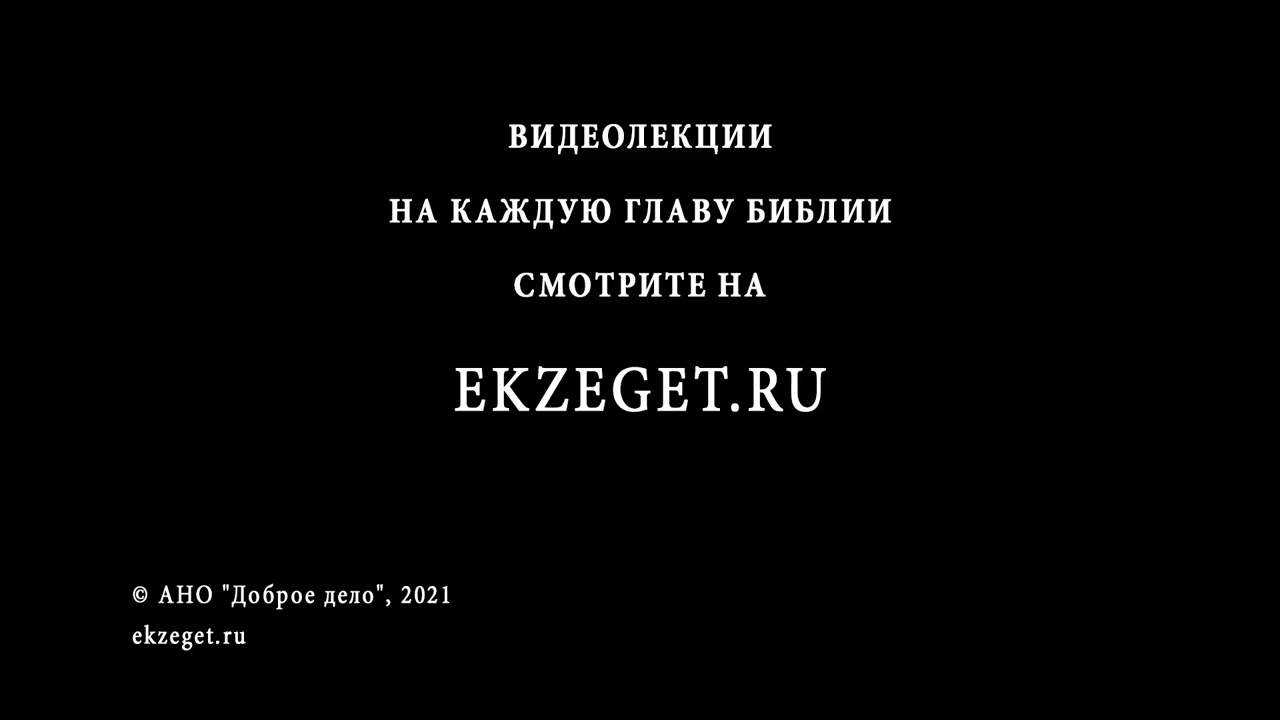 ВИДЕОЛЕКЦИИ
НА КАЖДУЮ ГЛАВУ БИБЛИИ
СМОТРИТЕ НА
EKZEGET.RU
© АНО "Доброе дело", 2021
ekzeget.ru